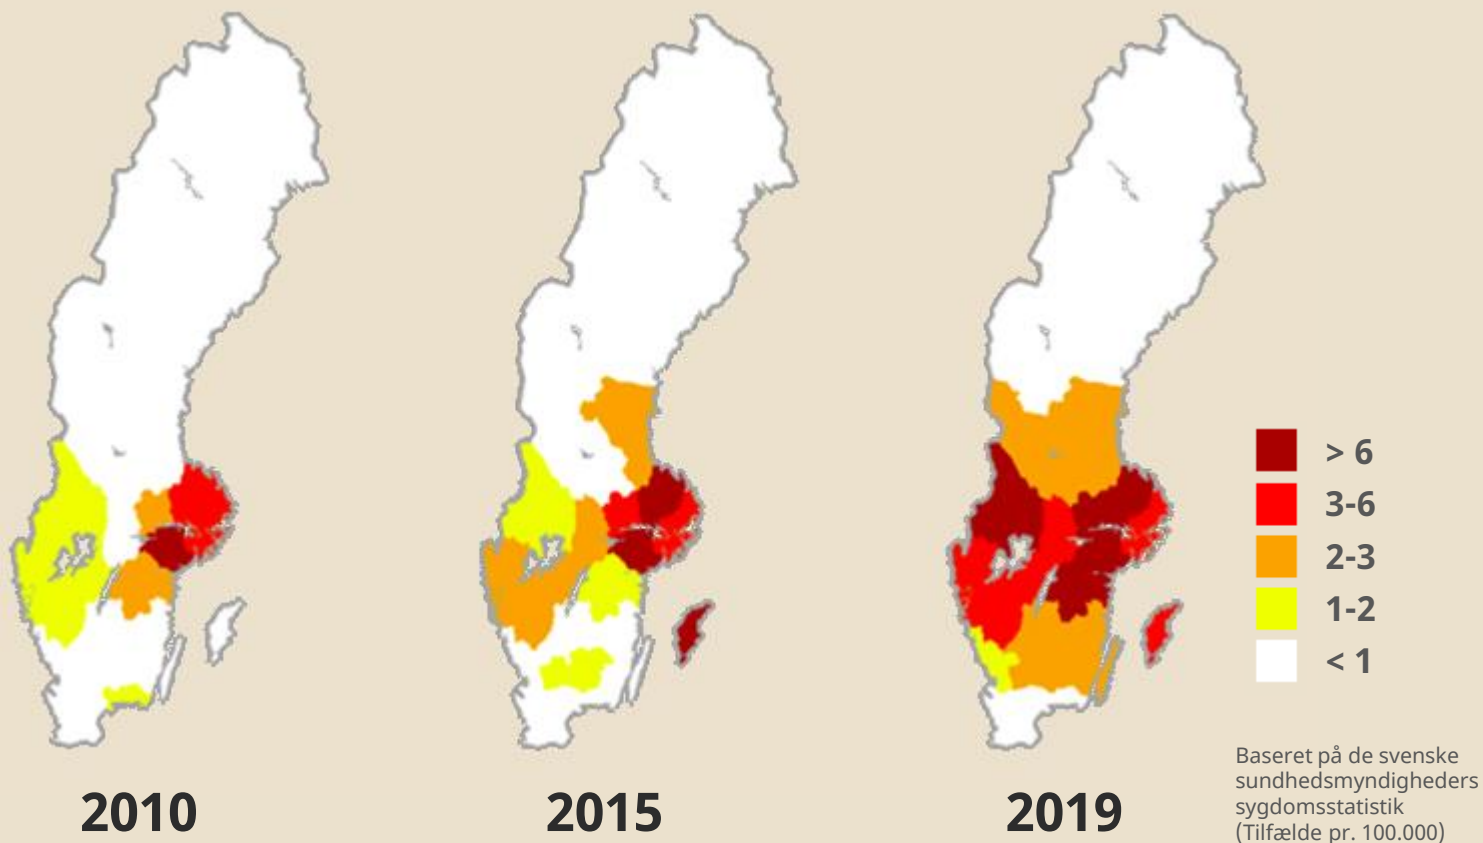 > 6
3-6
2-3
1-2
< 1
Baseret på de svenske
sundhedsmyndigheders
sygdomsstatistik
(Tilfælde pr. 100.000)
2010
2015
2019